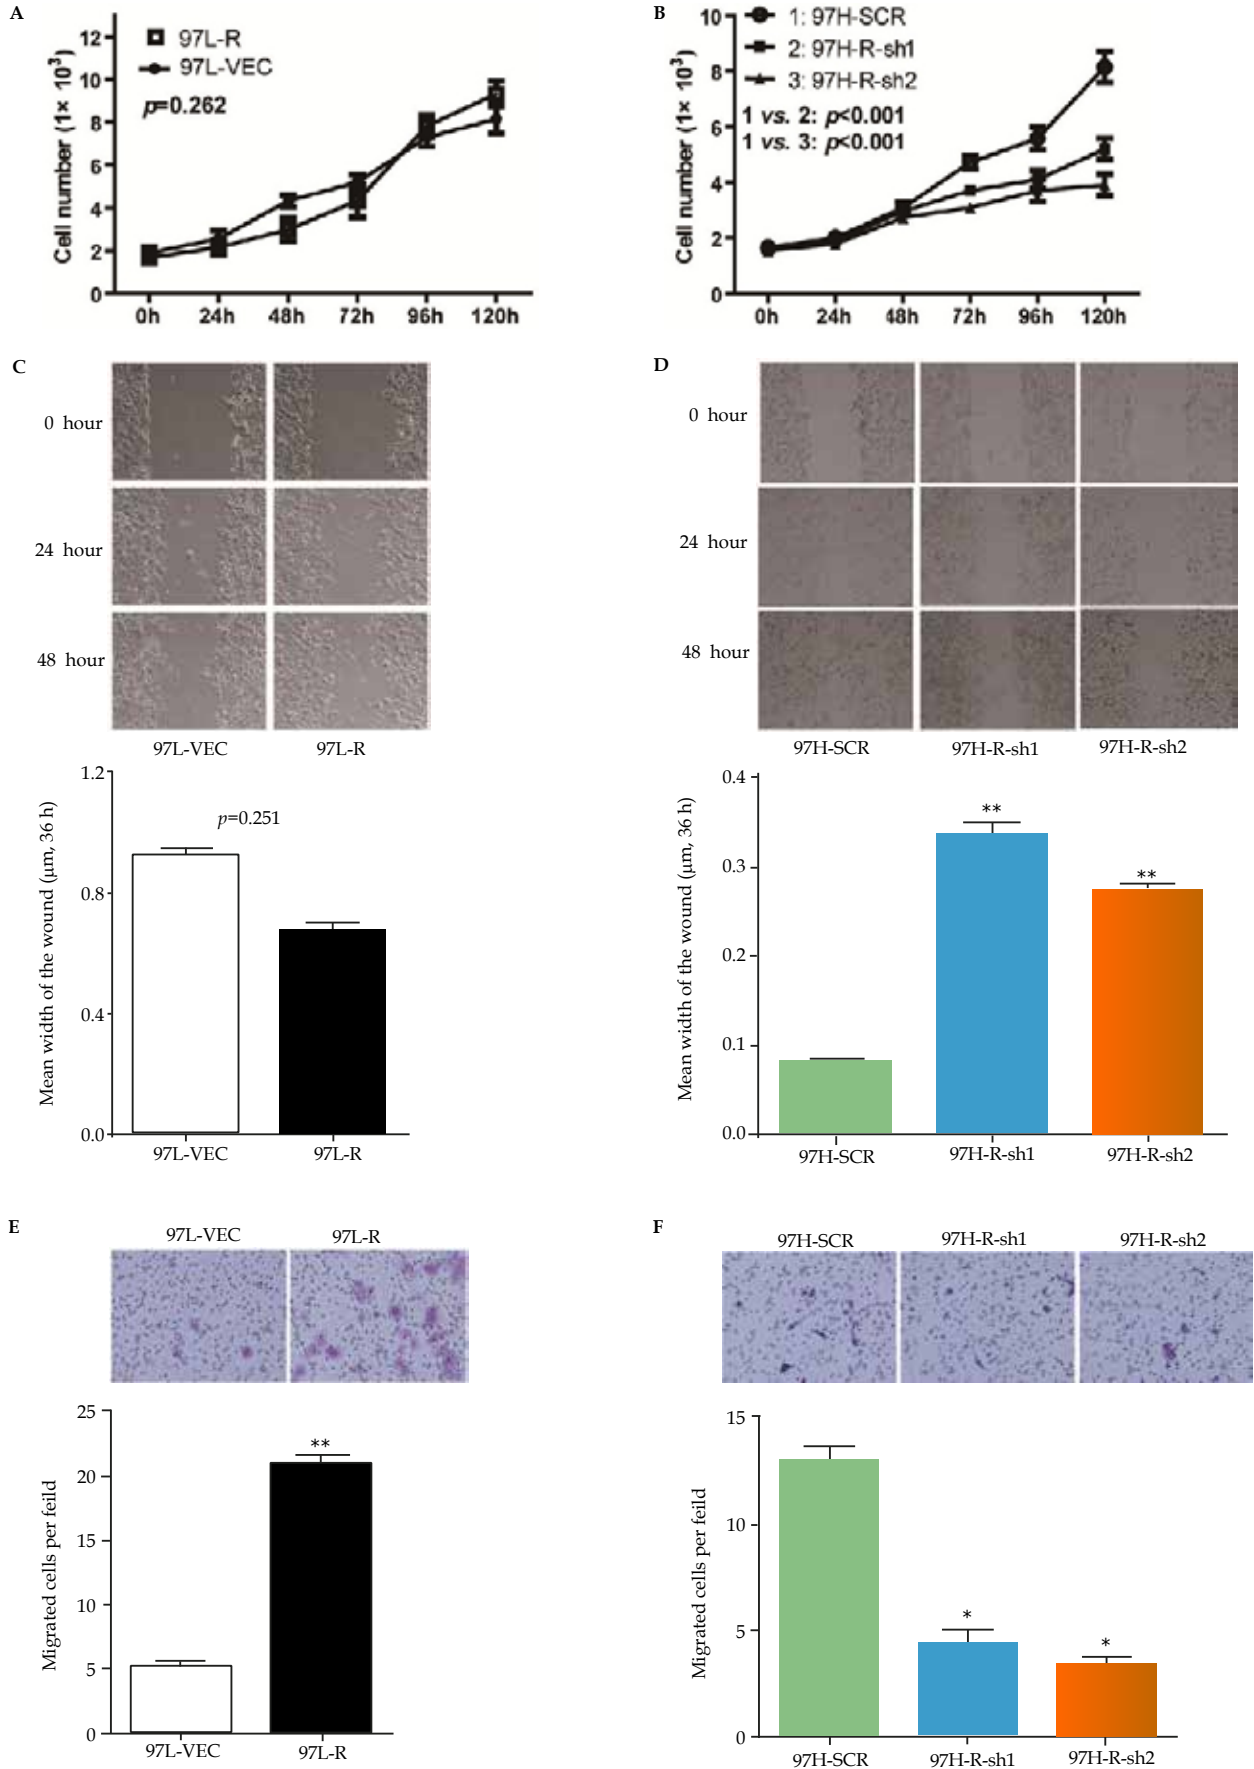 A
12
10
8
6
4
2
0
Cell number (1× 10³)
97L-R
97L-VEC
p=0.262
0h 24h 48h 72h 96h 120h
B
10
8
6
4
2
0
Cell number (1× 10³)
1: 97H-SCR
2: 97H-R-sh1
3: 97H-R-sh2
1 vs. 2: p<0.001
1 vs. 3: p<0.001
0h 24h 48h 72h 96h 120h
C
0 hour
24 hour
48 hour
97L-VEC 97L-R
1.2
0.8
0.4
0.0
Mean width of the wound (µm, 36 h)
p=0.251
97L-VEC 97L-R
D
0 hour
24 hour
48 hour
97H-SCR 97H-R-sh1 97H-R-sh2
0.4
0.3
0.2
0.1
0.0
Mean width of the wound (µm, 36 h)
**
**
97H-SCR 97H-R-sh1 97H-R-sh2
E
97L-VEC 97L-R
25
20
15
10
5
0
Migrated cells per feild
**
97L-VEC 97L-R
F
97H-SCR 97H-R-sh1 97H-R-sh2
15
10
5
0
Migrated cells per feild
*
*
97H-SCR 97H-R-sh1 97H-R-sh2